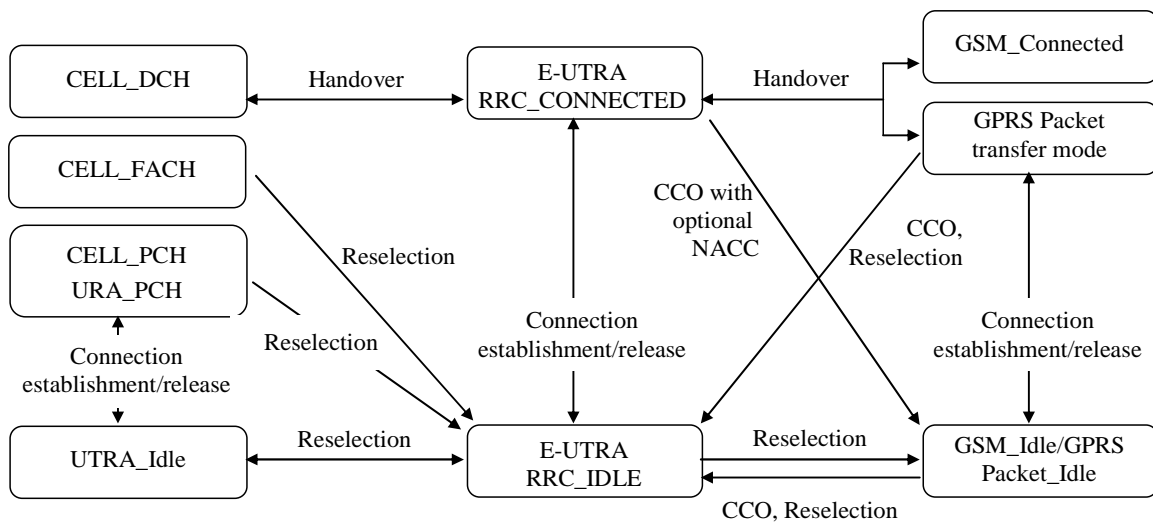 GSM_Connected
CELL_DCH
Handover
E-UTRA
RRC_CONNECTED
Handover
GPRS Packet
transfer mode
CELL_FACH
CCO with
optional
NACC
CCO,
Reselection
Reselection
CELL_PCH
URA_PCH
Reselection
Connection
establishment/release
Connection
establishment/release
Connection
establishment/release
UTRA_Idle
Reselection
E-UTRA
RRC_IDLE
Reselection
GSM_Idle/GPRS
Packet_Idle
CCO, Reselection